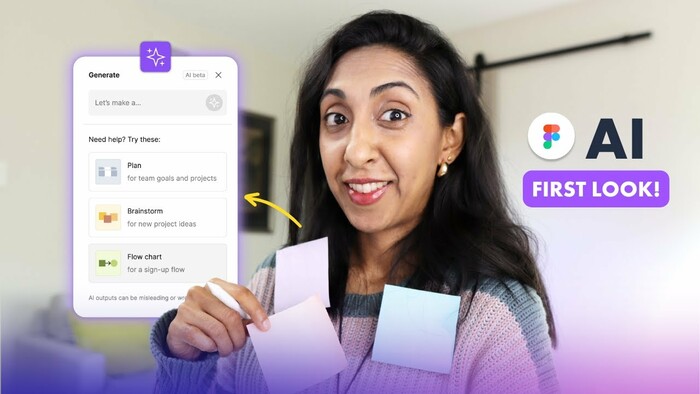 Generate
AI beta
Let's make a...
Need help? Try these:
Plan
for team goals and projects
Brainstorm
for new project ideas
Flow chart
for a sign-up flow
AI outputs can be misleading or
AI
FIRST LOOK!